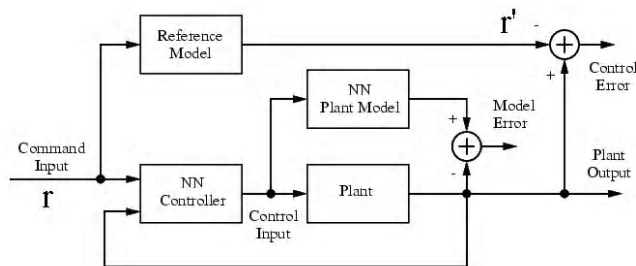 Reference
Model
r'
-
+
Control
Error
NN
Plant Model
+
Model
Error
-
Command
Input
r
NN
Controller
Control
Input
Plant
Plant
Output